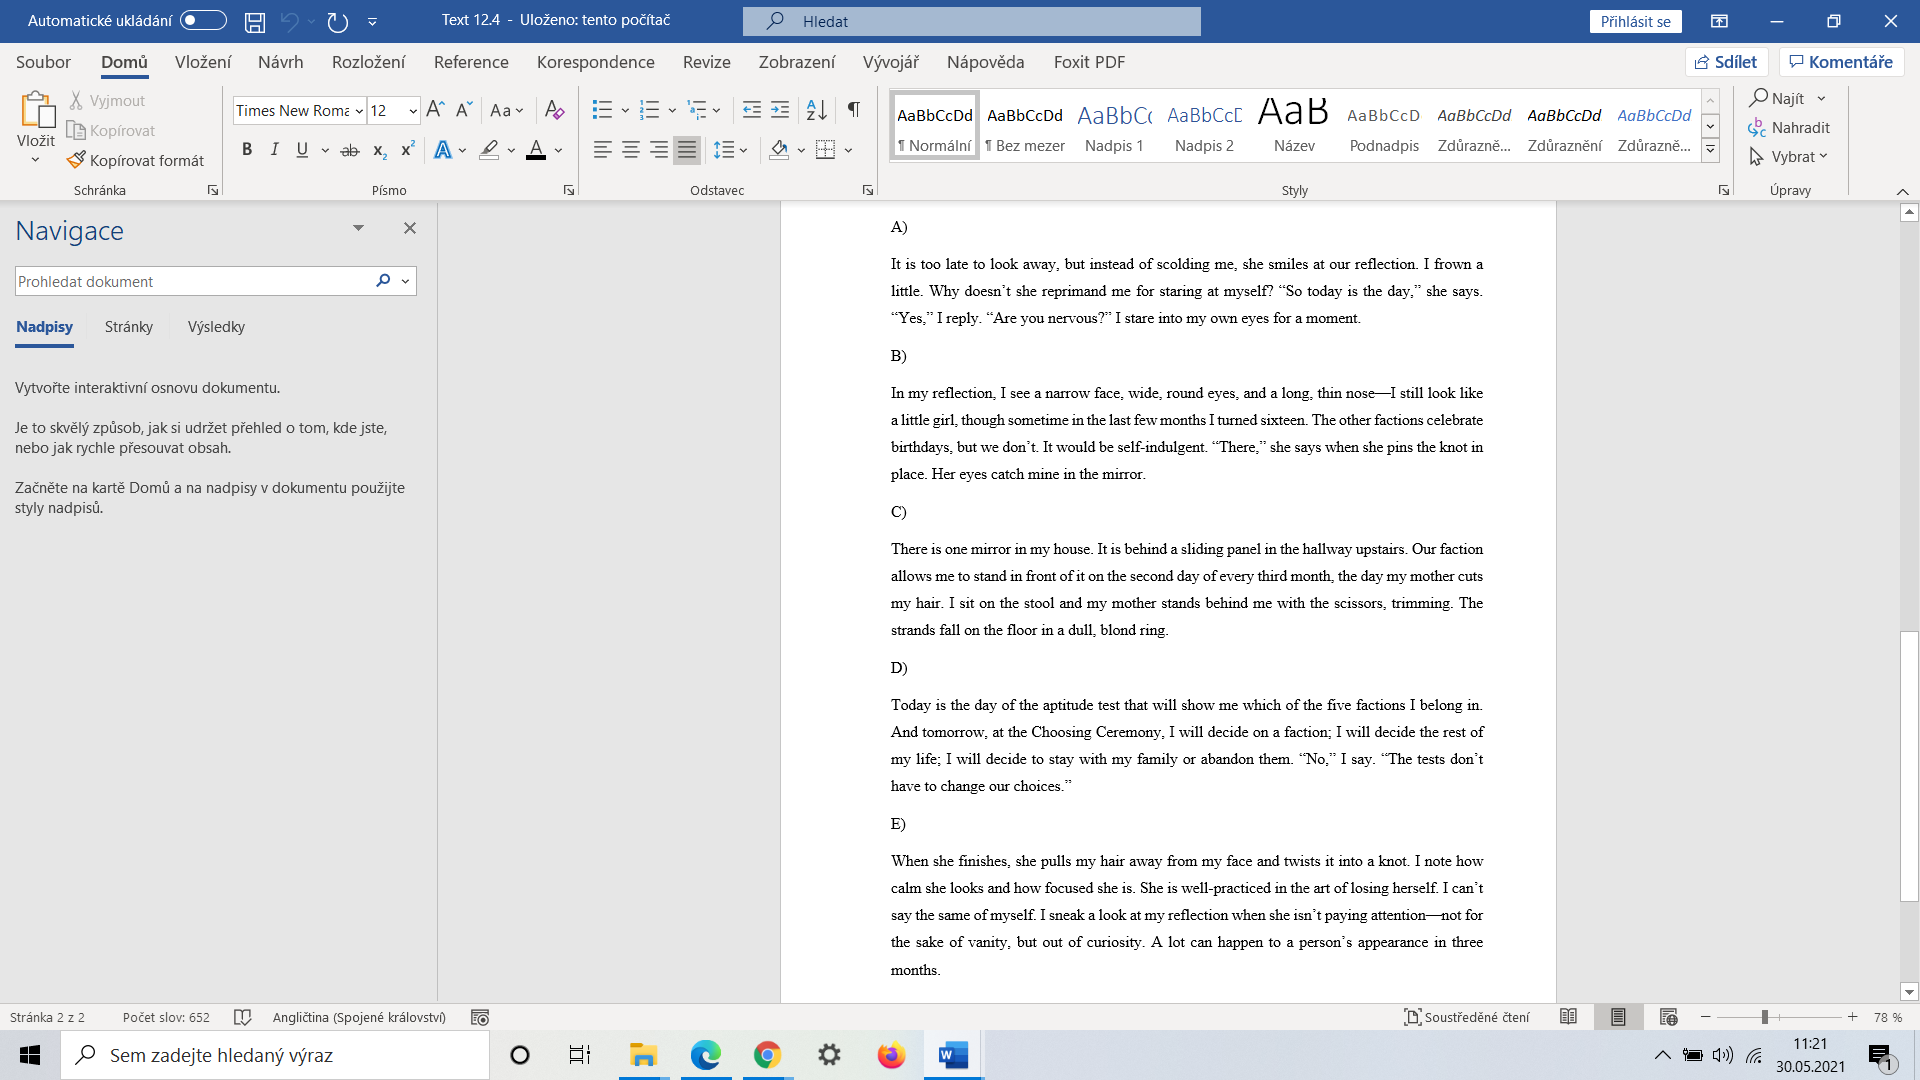 Automatické ukládání
Text 12.4 - Uloženo: tento počítač
Hledat
Přihlásit se
Soubor Domů Vložení Návrh Rozložení Reference Korespondence Revize Zobrazení Vývojář Nápověda Foxit PDF
Sdílet
Komentáře
Vložit
Vyjmout
Kopírovat
Kopírovat formát
Schránka
Times New Roma
12
Písmo
Odstavec
AaBbCcDd
¶ Normální
AaBbCcDd
¶ Bez mezer
AaBbCc
Nadpis 1
AaBbCcD
Nadpis 2
AaB
Název
AaBbCcD
Podnadpis
AaBbCcDd
Zdůrazně...
AaBbCcDd
Zdůraznění
AaBbCcDd
Zdůrazně...
Styly
Najít
Nahradit
Vybrat
Úpravy
Navigace
Prohledat dokument
Nadpisy Stránky Výsledky
Vytvořte interaktivní osnovu dokumentu.
Je to skvělý způsob, jak si udržet přehled o tom, kde jste,
nebo jak rychle přesouvat obsah.
Začněte na kartě Domů a na nadpisy v dokumentu použijte
styly nadpisů.
A)
It is too late to look away, but instead of scolding me, she smiles at our reflection. I frown a
little. Why doesn’t she reprimand me for staring at myself? “So today is the day,” she says.
“Yes,” I reply. “Are you nervous?” I stare into my own eyes for a moment.
B)
In my reflection, I see a narrow face, wide, round eyes, and a long, thin nose—I still look like
a little girl, though sometime in the last few months I turned sixteen. The other factions celebrate
birthdays, but we don’t. It would be self-indulgent. “There,” she says when she pins the knot in
place. Her eyes catch mine in the mirror.
C)
There is one mirror in my house. It is behind a sliding panel in the hallway upstairs. Our faction
allows me to stand in front of it on the second day of every third month, the day my mother cuts
my hair. I sit on the stool and my mother stands behind me with the scissors, trimming. The
strands fall on the floor in a dull, blond ring.
D)
Today is the day of the aptitude test that will show me which of the five factions I belong in.
And tomorrow, at the Choosing Ceremony, I will decide on a faction; I will decide the rest of
my life; I will decide to stay with my family or abandon them. “No,” I say. “The tests don’t
have to change our choices.”
E)
When she finishes, she pulls my hair away from my face and twists it into a knot. I note how
calm she looks and how focused she is. She is well-practiced in the art of losing herself. I can’t
say the same of myself. I sneak a look at my reflection when she isn’t paying attention—not for
the sake of vanity, but out of curiosity. A lot can happen to a person’s appearance in three
months.
Stránka 2 z 2
Počet slov: 652
Angličtina (Spojené království)
Soustředěné čtení
78 %
Sem zadejte hledaný výraz
11:21
30.05.2021
1